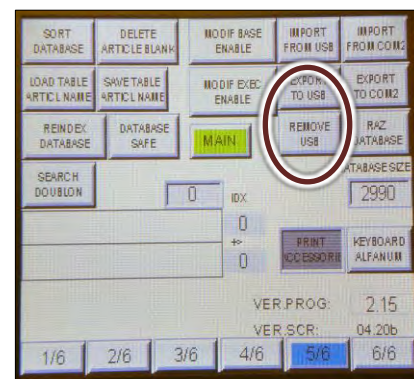 SORT
DATABASE
DELETE
ARTICLE BLANK
MODIF BASE
ENABLE
IMPORT
FROM USB
IMPORT
FROM COM2
LOAD TABLE
ARTICL NAME
SAVE TABLE
ARTICL NAME
MODIF EXEC
ENABLE
EXPORT
TO USB
EXPORT
TO COM2
REINDEX
DATABASE
DATABASE
SAFE
MAIN
REMOVE
USB
RAZ
DATABASE
SEARCH
DOUBLON
0 IDX
DATABASE SIZE
2990
0
<>
0
PRINT
ACCESSORIE
KEYBOARD
ALFANUM
VER.PROG: 2.15
VER.SCR: 04.20b
1/6 2/6 3/6 4/6 5/6 6/6